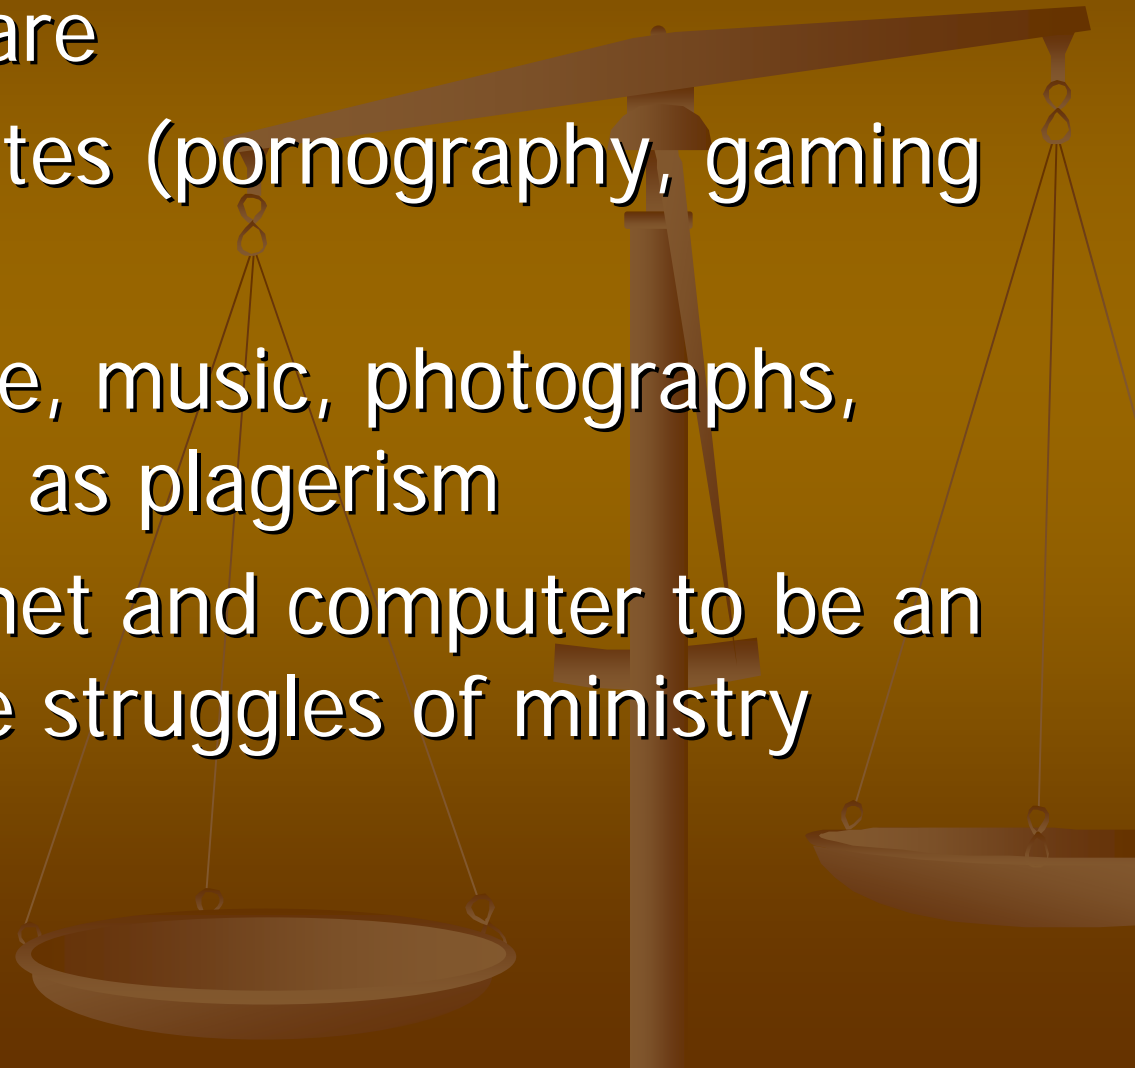 are
tes (pornography, gaming
e, music, photographs,
as plagerism
net and computer to be an
e struggles of ministry